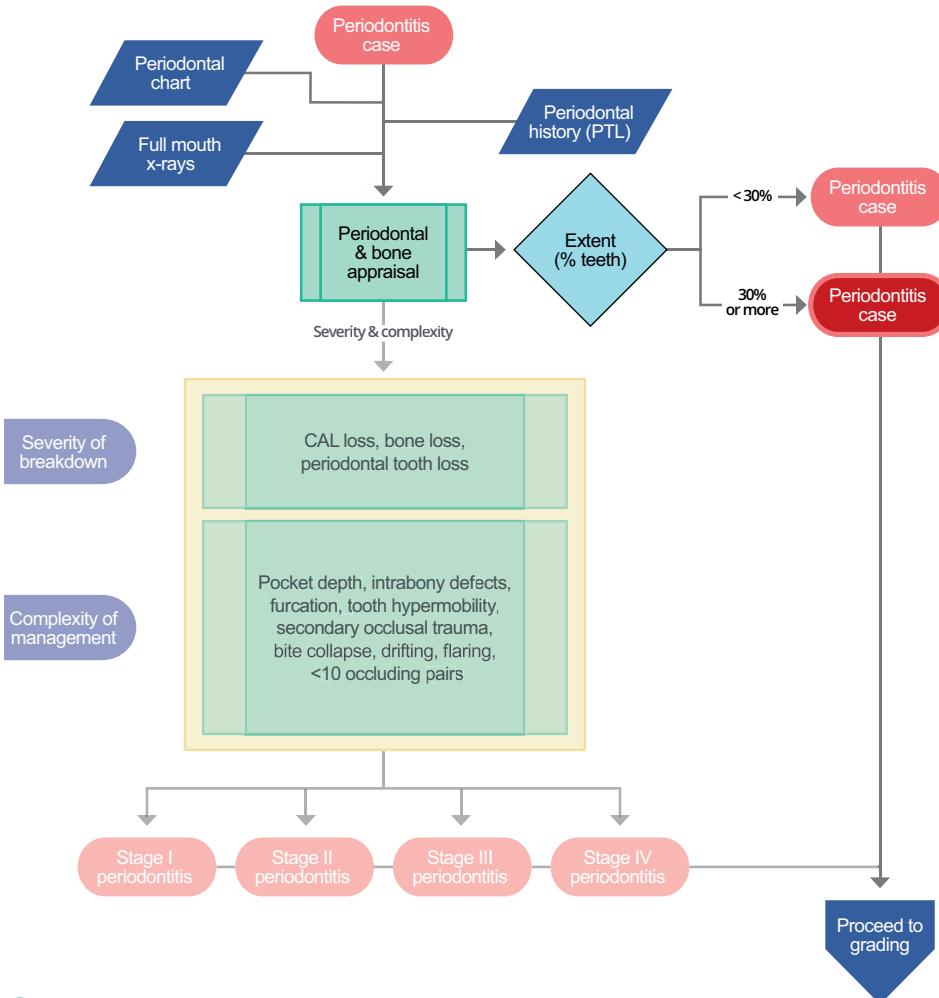 Periodontitis
case
Periodontal
chart
Periodontal
history (PTL)
Full mouth
x-rays
Periodontal
& bone
appraisal
Extent
(% teeth)
< 30%
Periodontitis
case
30%
or more
Periodontitis
case
Severity & complexity
Severity of
breakdown
CAL loss, bone loss,
periodontal tooth loss
Complexity of
management
Pocket depth, intrabony defects,
furcation, tooth hypermobility,
secondary occlusal trauma,
bite collapse, drifting, flaring,
<10 occluding pairs
Stage I
periodontitis
Stage II
periodontitis
Stage III
periodontitis
Stage IV
periodontitis
Proceed to
grading